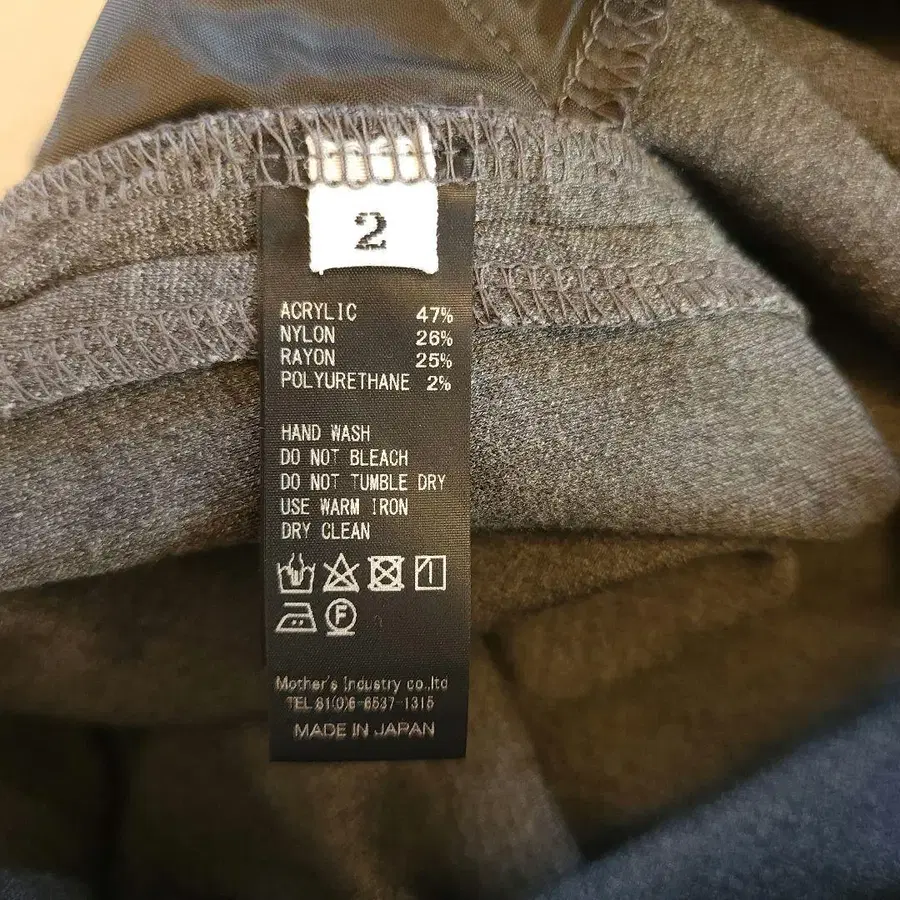 2
ACRYLIC 47%
NYLON 26%
RAYON 25%
POLYURETHANE 2%
HAND WASH
DO NOT BLEACH
DO NOT TUMBLE DRY
USE WARM IRON
DRY CLEAN
F
Mother's Industry co.,ltd
TEL 81(0)6-6537-1315
MADE IN JAPAN